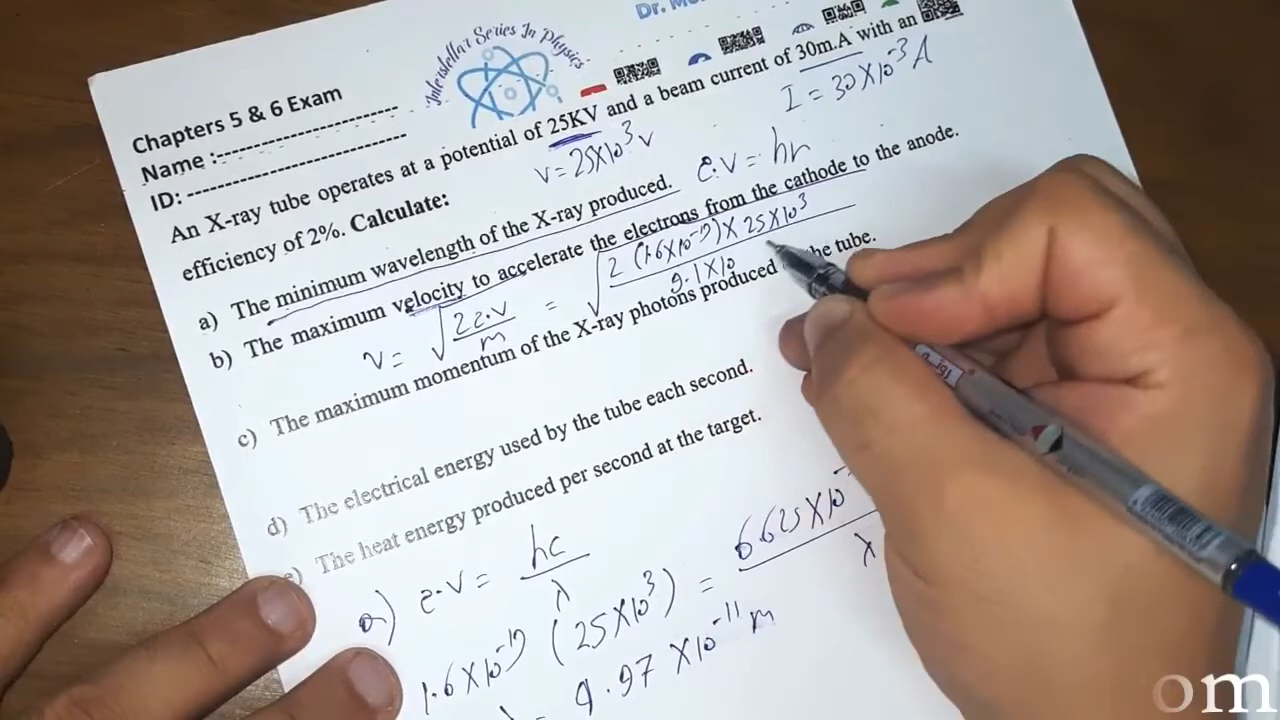 Dr. Mo
Interstellar Series In Physics
Chapters 5 & 6 Exam
Name :-
ID:
An X-ray tube operates at a potential of 25KV and a beam current of 30m.A with an
V=25×10³ v
I = 30×10⁻³ A
efficiency of 2%. Calculate:
a) The minimum wavelength of the X-ray produced.
e.V = hν
b) The maximum velocity to accelerate the electrons from the cathode to the anode.
v = √2e.V/m = √2 (1.6×10⁻¹⁹)×25×10³/9.1×10
c) The maximum momentum of the X-ray photons produced the tube.
d) The electrical energy used by the tube each second.
e) The heat energy produced per second at the target.
a) e.V = hc/λ
1.6×10⁻¹⁹ (25×10³) = 6.625×10⁻ /λ
4.97 ×10⁻¹¹ m
om